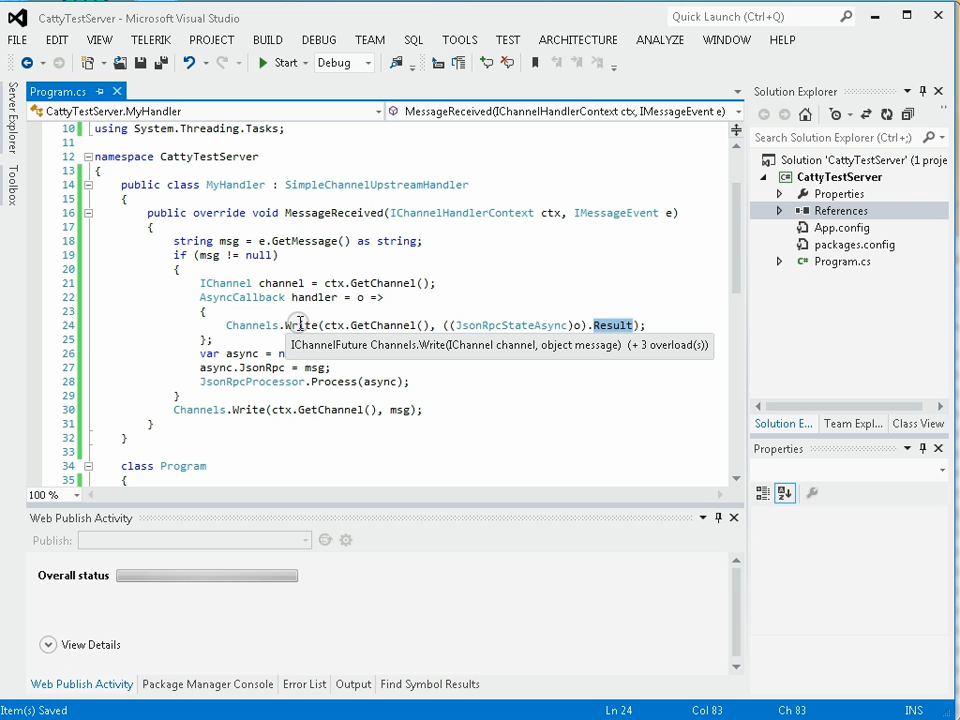 CattyTestServer - Microsoft Visual Studio
Quick Launch (Ctrl+Q)
FILE EDIT VIEW TELERIK PROJECT BUILD DEBUG TEAM SQL TOOLS TEST ARCHITECTURE ANALYZE WINDOW HELP
Start Debug
Server Explorer
Toolbox
Program.cs
CattyTestServer.MyHandler MessageReceived(IChannelHandlerContext ctx, IMessageEvent e)
10 using System.Threading.Tasks;
11
12 namespace CattyTestServer
13 {
14 public class MyHandler : SimpleChannelUpstreamHandler
15 {
16 public override void MessageReceived(IChannelHandlerContext ctx, IMessageEvent e)
17 {
18 string msg = e.GetMessage() as string;
19 if (msg != null)
20 {
21 IChannel channel = ctx.GetChannel();
22 AsyncCallback handler = o =>
23 {
24 Channels.Write(ctx.GetChannel(), ((JsonRpcStateAsync)o).Result);
25 };
IChannelFuture Channels.Write(IChannel channel, object message) (+ 3 overload(s))
26 var async = n
27 async.JsonRpc = msg;
28 JsonRpcProcessor.Process(async);
29 }
30 Channels.Write(ctx.GetChannel(), msg);
31 }
32 }
33
34 class Program
35 {
100 %
Solution Explorer
Search Solution Explorer (Ctrl+;)
Solution 'CattyTestServer' (1 proje
CattyTestServer
Properties
References
App.config
packages.config
Program.cs
Solution E... Team Expl... Class View
Properties
Web Publish Activity
Publish:
Overall status
View Details
Web Publish Activity Package Manager Console Error List Output Find Symbol Results
Item(s) Saved Ln 24 Col 83 Ch 83 INS